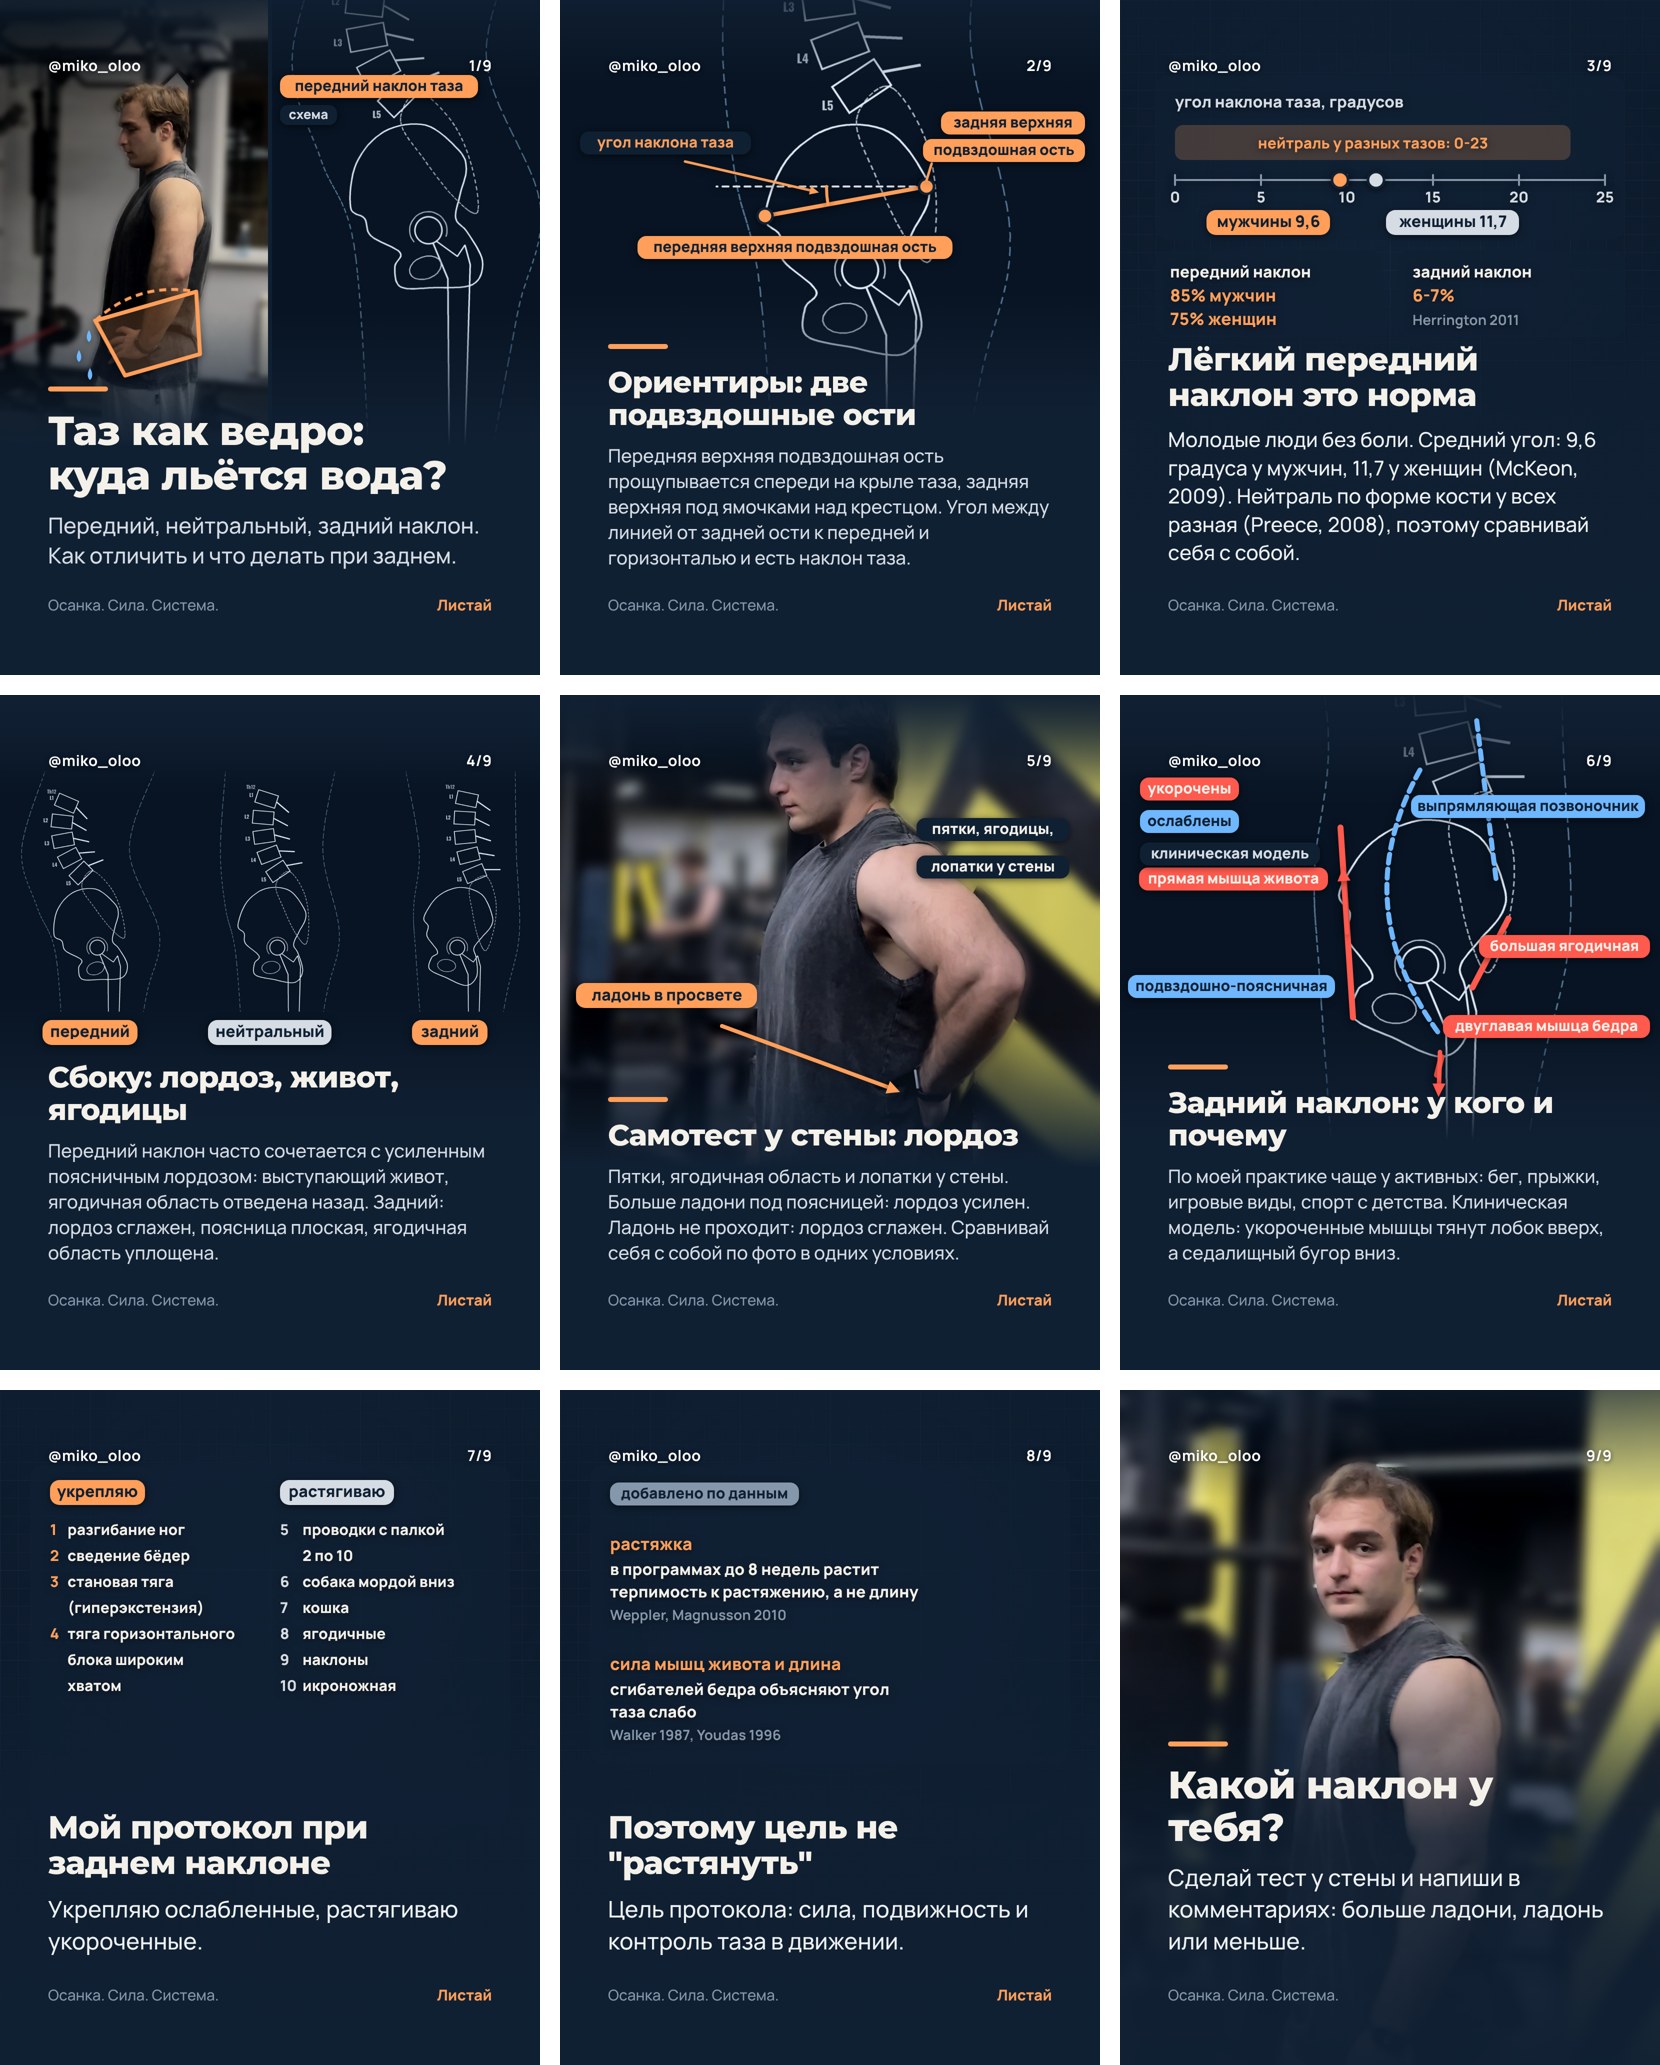 @miko_oloo
1/9
L3
передний наклон таза
схема
L5
Таз как ведро:
куда льётся вода?
Передний, нейтральный, задний наклон.
Как отличить и что делать при заднем.
Осанка. Сила. Система.
Листай
L3
@miko_oloo
L4
2/9
L5
задняя верхняя
угол наклона таза
подвздошная ость
передняя верхняя подвздошная ость
Ориентиры: две
подвздошные ости
Передняя верхняя подвздошная ость
прощупывается спереди на крыле таза, задняя
верхняя под ямочками над крестцом. Угол между
линией от задней ости к передней и
горизонталью и есть наклон таза.
Осанка. Сила. Система.
Листай
@miko_oloo
3/9
угол наклона таза, градусов
нейтраль у разных тазов: 0-23
0 5 10 15 20 25
мужчины 9,6
женщины 11,7
передний наклон
85% мужчин
75% женщин
задний наклон
6-7%
Herrington 2011
Лёгкий передний
наклон это норма
Молодые люди без боли. Средний угол: 9,6
градуса у мужчин, 11,7 у женщин (McKeon,
2009). Нейтраль по форме кости у всех
разная (Preece, 2008), поэтому сравнивай
себя с собой.
Осанка. Сила. Система.
Листай
@miko_oloo
4/9
передний
нейтральный
задний
Сбоку: лордоз, живот,
ягодицы
Передний наклон часто сочетается с усиленным
поясничным лордозом: выступающий живот,
ягодичная область отведена назад. Задний:
лордоз сглажен, поясница плоская, ягодичная
область уплощена.
Осанка. Сила. Система.
Листай
@miko_oloo
5/9
пятки, ягодицы,
лопатки у стены
ладонь в просвете
Самотест у стены: лордоз
Пятки, ягодичная область и лопатки у стены.
Больше ладони под поясницей: лордоз усилен.
Ладонь не проходит: лордоз сглажен. Сравнивай
себя с собой по фото в одних условиях.
Осанка. Сила. Система.
Листай
@miko_oloo
L4
6/9
укорочены
выпрямляющая позвоночник
ослаблены
клиническая модель
прямая мышца живота
большая ягодичная
подвздошно-поясничная
двуглавая мышца бедра
Задний наклон: у кого и
почему
По моей практике чаще у активных: бег, прыжки,
игровые виды, спорт с детства. Клиническая
модель: укороченные мышцы тянут лобок вверх,
а седалищный бугор вниз.
Осанка. Сила. Система.
Листай
@miko_oloo
7/9
укрепляю
1 разгибание ног
2 сведение бёдер
3 становая тяга
(гиперэкстензия)
4 тяга горизонтального
блока широким
хватом
растягиваю
5 проводки с палкой
2 по 10
6 собака мордой вниз
7 кошка
8 ягодичные
9 наклоны
10 икроножная
Мой протокол при
заднем наклоне
Укрепляю ослабленные, растягиваю
укороченные.
Осанка. Сила. Система.
Листай
@miko_oloo
8/9
добавлено по данным
растяжка
в программах до 8 недель растит
терпимость к растяжению, а не длину
Weppler, Magnusson 2010
сила мышц живота и длина
сгибателей бедра объясняют угол
таза слабо
Walker 1987, Youdas 1996
Поэтому цель не
"растянуть"
Цель протокола: сила, подвижность и
контроль таза в движении.
Осанка. Сила. Система.
Листай
@miko_oloo
9/9
Какой наклон у
тебя?
Сделай тест у стены и напиши в
комментариях: больше ладони, ладонь
или меньше.
Осанка. Сила. Система.